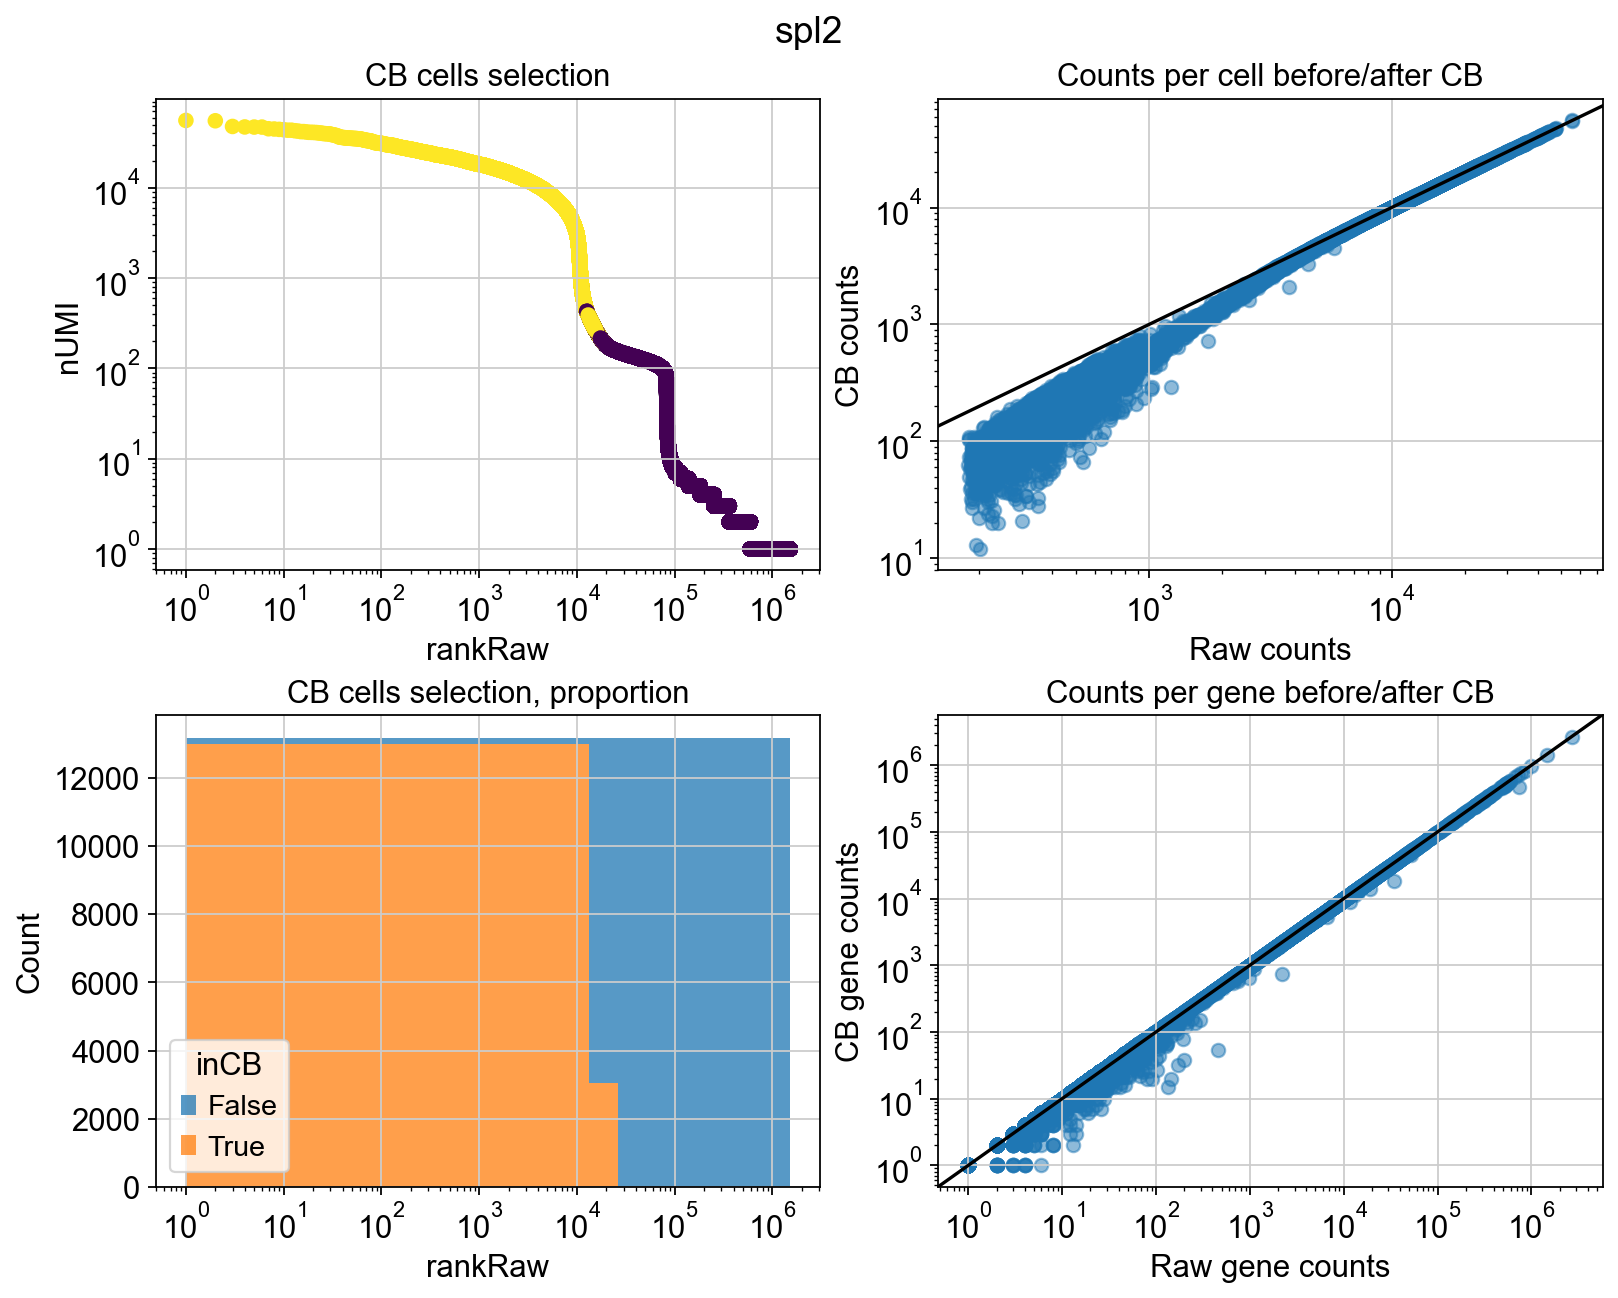 spl2
CB cells selection
Counts per cell before/after CB
nUMI
10^4
10^3
10^2
10^1
10^0
10^0 10^1 10^2 10^3 10^4 10^5 10^6
rankRaw
CB counts
10^4
10^3
10^2
10^1
10^3 10^4
Raw counts
CB cells selection, proportion
Counts per gene before/after CB
Count
12000
10000
8000
6000
4000
2000
0
inCB
False
True
10^0 10^1 10^2 10^3 10^4 10^5 10^6
rankRaw
CB gene counts
10^6
10^5
10^4
10^3
10^2
10^1
10^0
10^0 10^1 10^2 10^3 10^4 10^5 10^6
Raw gene counts